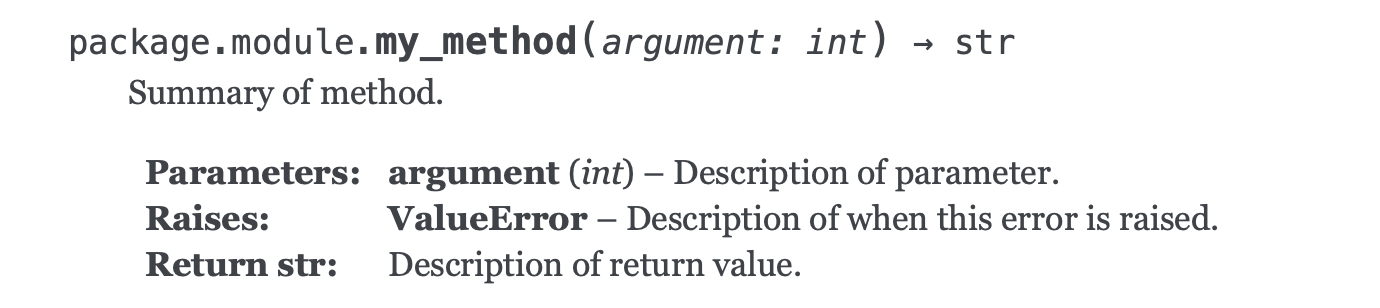 package.module.my_method(argument: int) → str
Summary of method.
Parameters: argument (int) – Description of parameter.
Raises: ValueError – Description of when this error is raised.
Return str: Description of return value.